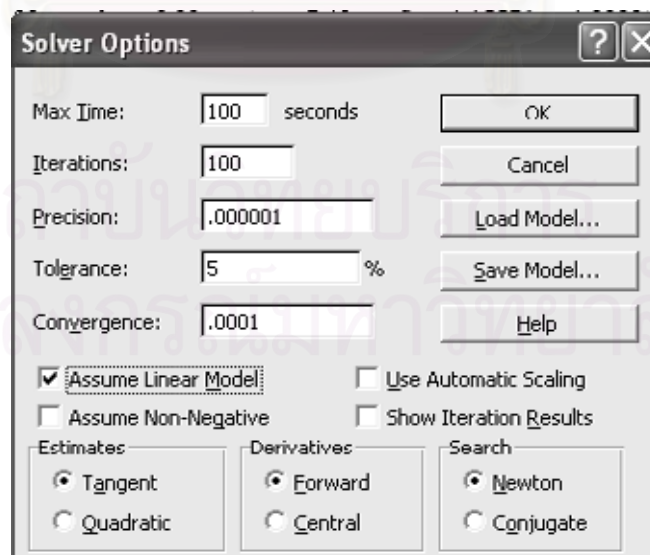 Solver Options
Max Time: 100 seconds
OK
Iterations: 100
Cancel
Precision: .000001
Load Model...
Tolerance: 5 %
Save Model...
Convergence: .0001
Help
Assume Linear Model
Use Automatic Scaling
Assume Non-Negative
Show Iteration Results
Estimates
Derivatives
Search
Tangent
Forward
Newton
Quadratic
Central
Conjugate